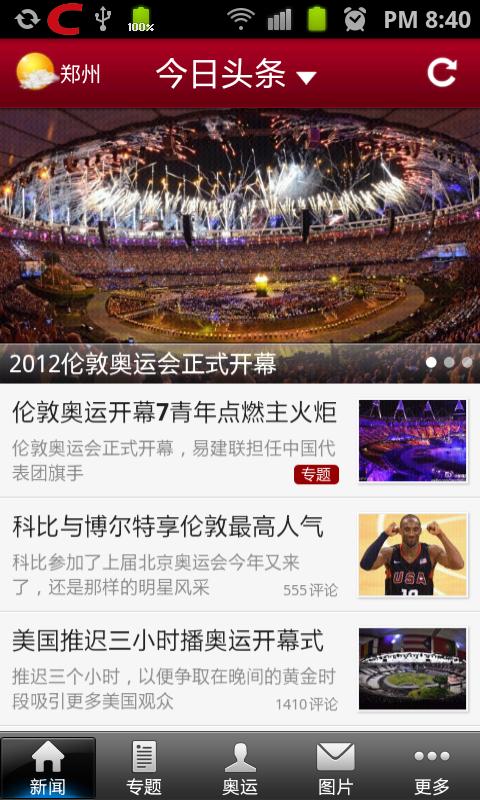 100%
PM 8:40
郑州
今日头条
2012伦敦奥运会正式开幕
伦敦奥运开幕7青年点燃主火炬
伦敦奥运会正式开幕，易建联担任中国代
表团旗手
专题
科比与博尔特享伦敦最高人气
科比参加了上届北京奥运会今年又来
了，还是那样的明星风采
555评论
USA
10
美国推迟三小时播奥运开幕式
推迟三个小时，以便争取在晚间的黄金时
段吸引更多美国观众
1410评论
新闻
专题
奥运
图片
更多